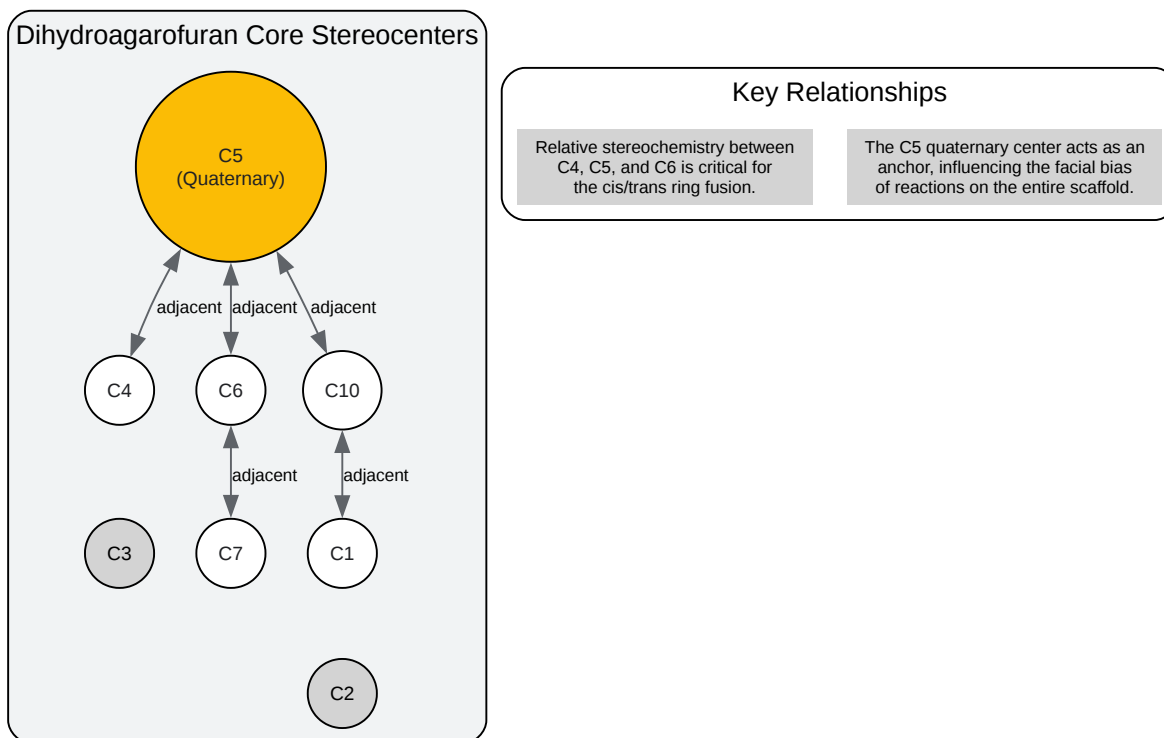 Dihydroagarofuran Core Stereocenters
C5
(Quaternary)
adjacent
adjacent
adjacent
C4
C6
C10
adjacent
adjacent
C3
C7
C1
C2
Key Relationships
Relative stereochemistry between
C4, C5, and C6 is critical for
the cis/trans ring fusion.
The C5 quaternary center acts as an
anchor, influencing the facial bias
of reactions on the entire scaffold.